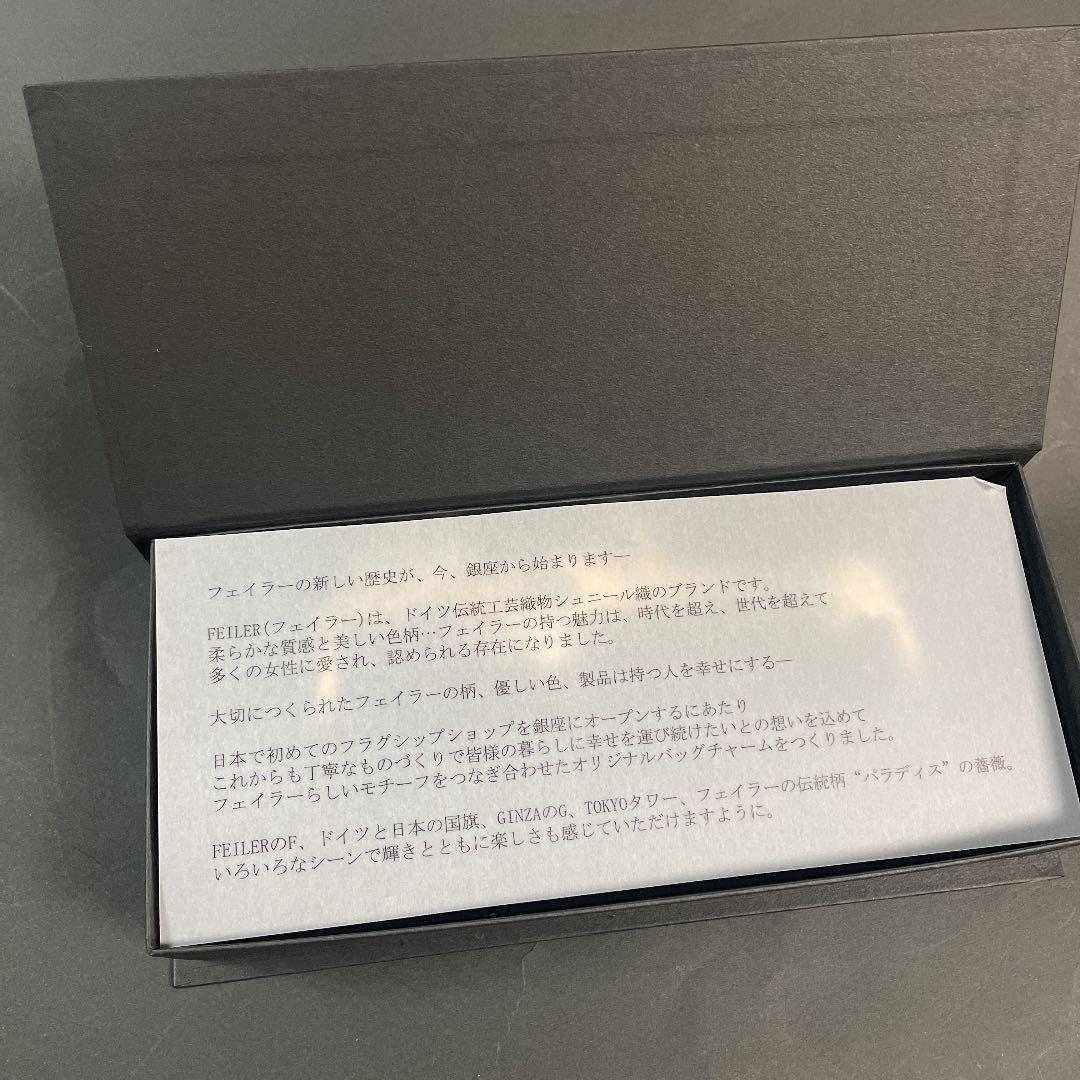 フェイラーの新しい歴史が、今、銀座から始まります―
FEILER(フェイラー)は、ドイツ伝統工芸織物シュニール織のブランドです。
柔らかな質感と美しい色柄…フェイラーの持つ魅力は、時代を超え、世代を超えて
多くの女性に愛され、認められる存在になりました。
大切につくられたフェイラーの柄、優しい色、製品は持つ人を幸せにする―
日本で初めてのフラグシップショップを銀座にオープンするにあたり
これからも丁寧なものづくりで皆様の暮らしに幸せを運び続けたいとの想いを込めて
フェイラーらしいモチーフをつなぎ合わせたオリジナルバッグチャームをつくりました。
FEILERのF、ドイツと日本の国旗、GINZAのG、TOKYOタワー、フェイラーの伝統柄“パラディス”の薔薇。
いろいろなシーンで輝きとともに楽しさも感じていただけますように。